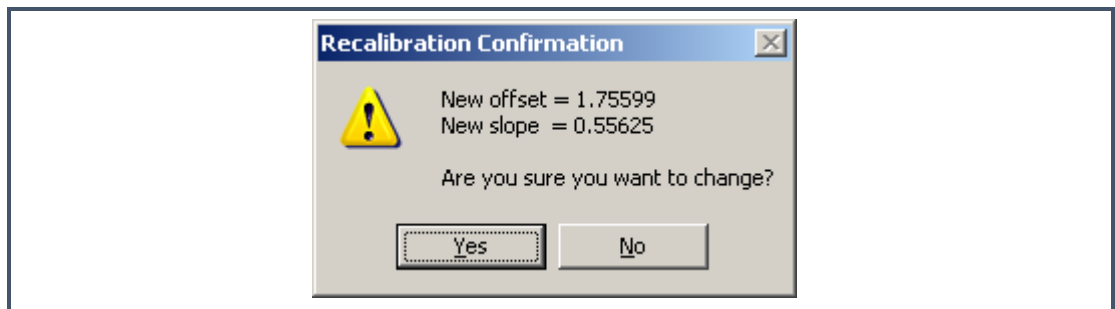 Recalibration Confirmation
New offset = 1.75599
New slope = 0.55625
Are you sure you want to change?
Yes
No